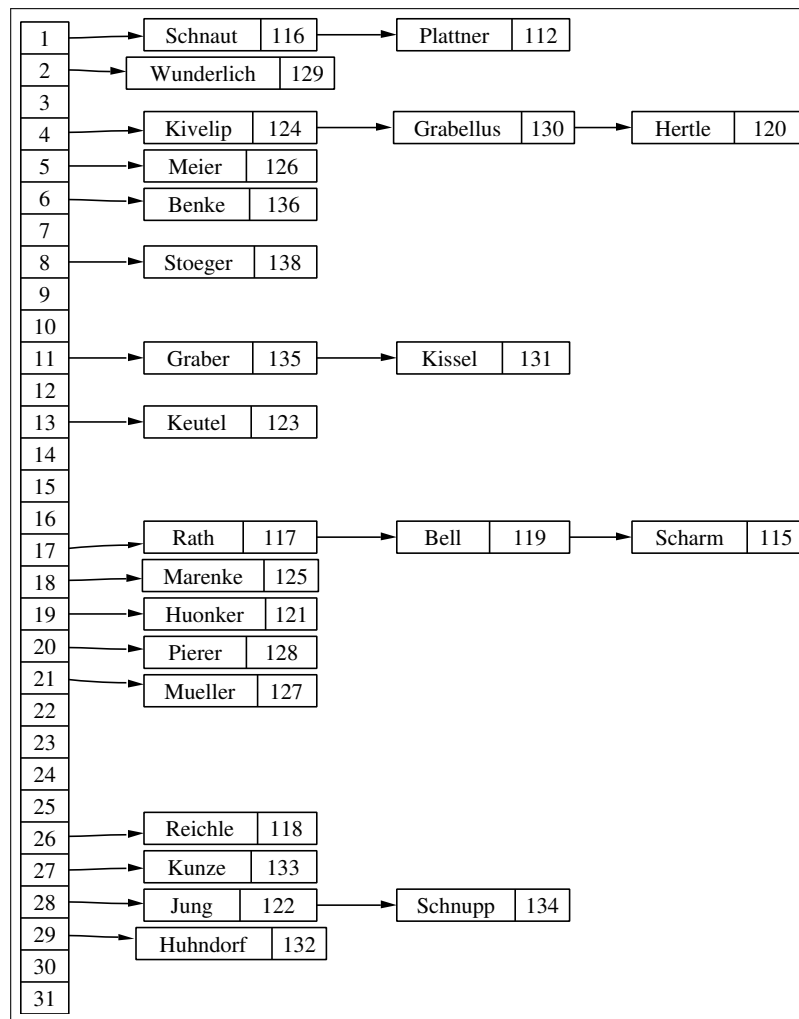 1 Schnaut 116 Plattner 112
2 Wunderlich 129
3
4 Kivelip 124 Grabellus 130 Hertle 120
5 Meier 126
6 Benke 136
7
8 Stoeger 138
9
10
11 Graber 135 Kissel 131
12
13 Keutel 123
14
15
16
17 Rath 117 Bell 119 Scharm 115
18 Marenke 125
19 Huonker 121
20 Pierer 128
21 Mueller 127
22
23
24
25
26 Reichle 118
27 Kunze 133
28 Jung 122 Schnupp 134
29 Huhndorf 132
30
31